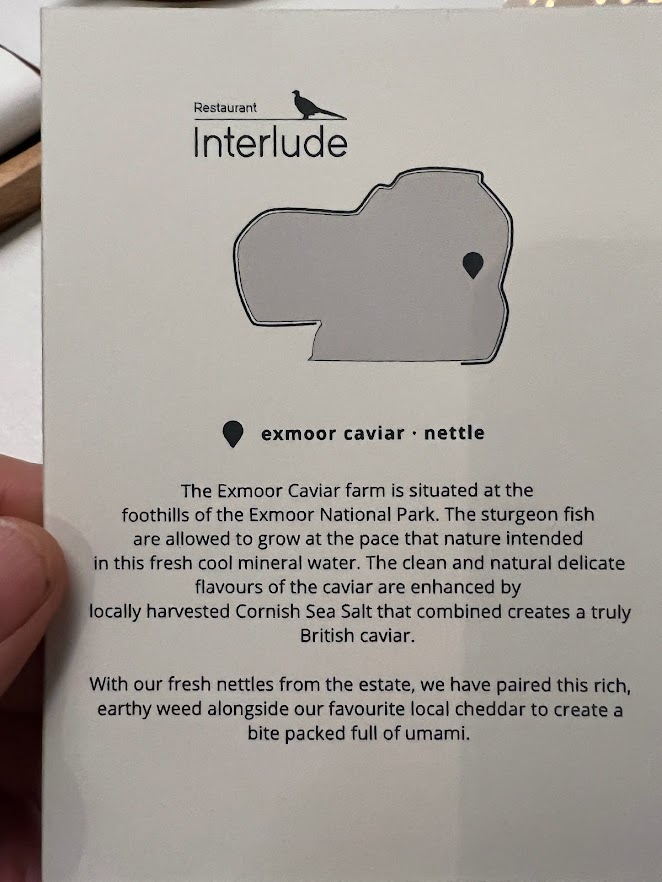 Restaurant
Interlude
exmoor caviar · nettle
The Exmoor Caviar farm is situated at the
foothills of the Exmoor National Park. The sturgeon fish
are allowed to grow at the pace that nature intended
in this fresh cool mineral water. The clean and natural delicate
flavours of the caviar are enhanced by
locally harvested Cornish Sea Salt that combined creates a truly
British caviar.
With our fresh nettles from the estate, we have paired this rich,
earthy weed alongside our favourite local cheddar to create a
bite packed full of umami.